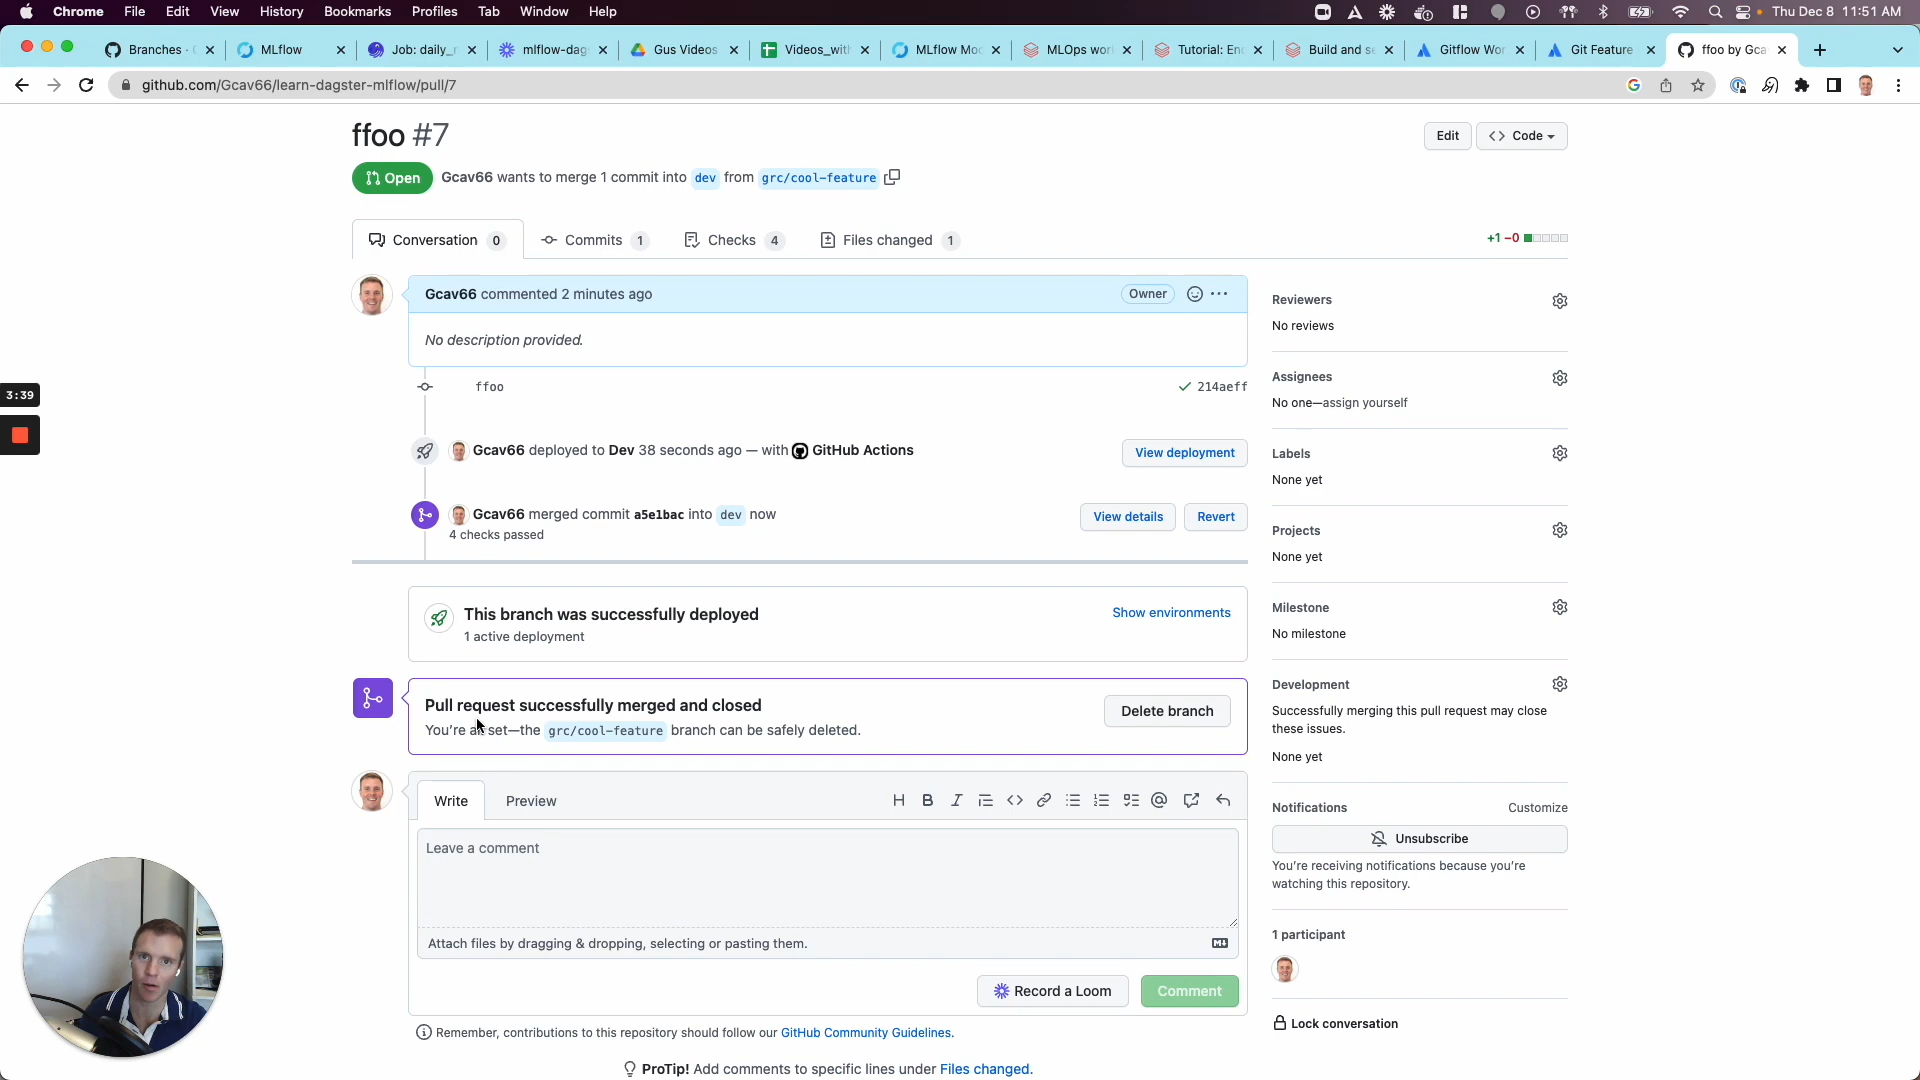 Chrome File Edit View History Bookmarks Profiles Tab Window Help Thu Dec 8 11:51 AM
Branches · MLflow Job: daily_ mlflow-dag Gus Videos Videos_with MLflow Mo MLOps wor Tutorial: En Build and s Gitflow Wor Git Feature ffoo by Gca
github.com/Gcav66/learn-dagster-mlflow/pull/7
ffoo #7
Edit
<> Code
Open Gcav66 wants to merge 1 commit into dev from grc/cool-feature
Conversation 0 Commits 1 Checks 4 Files changed 1 +1 −0
Gcav66 commented 2 minutes ago Owner
No description provided.
ffoo 214aeff
Gcav66 deployed to Dev 38 seconds ago — with GitHub Actions View deployment
Gcav66 merged commit a5e1bac into dev now View details Revert
4 checks passed
This branch was successfully deployed Show environments
1 active deployment
Pull request successfully merged and closed Delete branch
You're all set—the grc/cool-feature branch can be safely deleted.
Write Preview
Leave a comment
Attach files by dragging & dropping, selecting or pasting them.
Record a Loom Comment
Remember, contributions to this repository should follow our GitHub Community Guidelines.
ProTip! Add comments to specific lines under Files changed.
Reviewers
No reviews
Assignees
No one—assign yourself
Labels
None yet
Projects
None yet
Milestone
No milestone
Development
Successfully merging this pull request may close
these issues.
None yet
Notifications Customize
Unsubscribe
You're receiving notifications because you're
watching this repository.
1 participant
Lock conversation
3:39